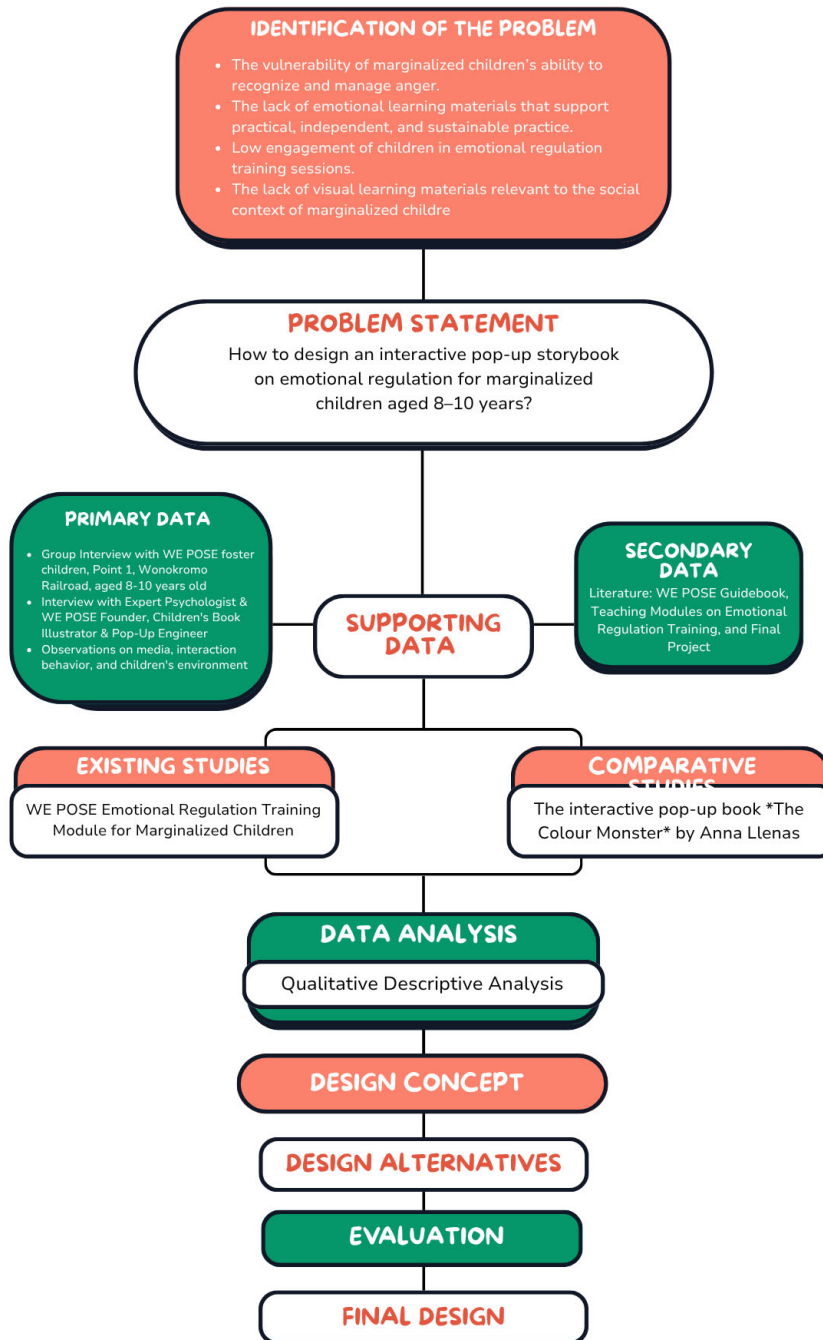 IDENTIFICATION OF THE PROBLEM
• The vulnerability of marginalized children's ability to
recognize and manage anger.
• The lack of emotional learning materials that support
practical, independent, and sustainable practice.
• Low engagement of children in emotional regulation
training sessions.
• The lack of visual learning materials relevant to the social
context of marginalized childre
PROBLEM STATEMENT
How to design an interactive pop-up storybook
on emotional regulation for marginalized
children aged 8–10 years?
PRIMARY DATA
• Group Interview with WE POSE foster
children, Point 1, Wonokromo
Railroad, aged 8-10 years old
• Interview with Expert Psychologist &
WE POSE Founder, Children's Book
Illustrator & Pop-Up Engineer
• Observations on media, interaction
behavior, and children's environment
SUPPORTING
DATA
SECONDARY
DATA
Literature: WE POSE Guidebook,
Teaching Modules on Emotional
Regulation Training, and Final
Project
EXISTING STUDIES
WE POSE Emotional Regulation Training
Module for Marginalized Children
COMPARATIVE
STUDIES
The interactive pop-up book *The
Colour Monster* by Anna Llenas
DATA ANALYSIS
Qualitative Descriptive Analysis
DESIGN CONCEPT
DESIGN ALTERNATIVES
EVALUATION
FINAL DESIGN